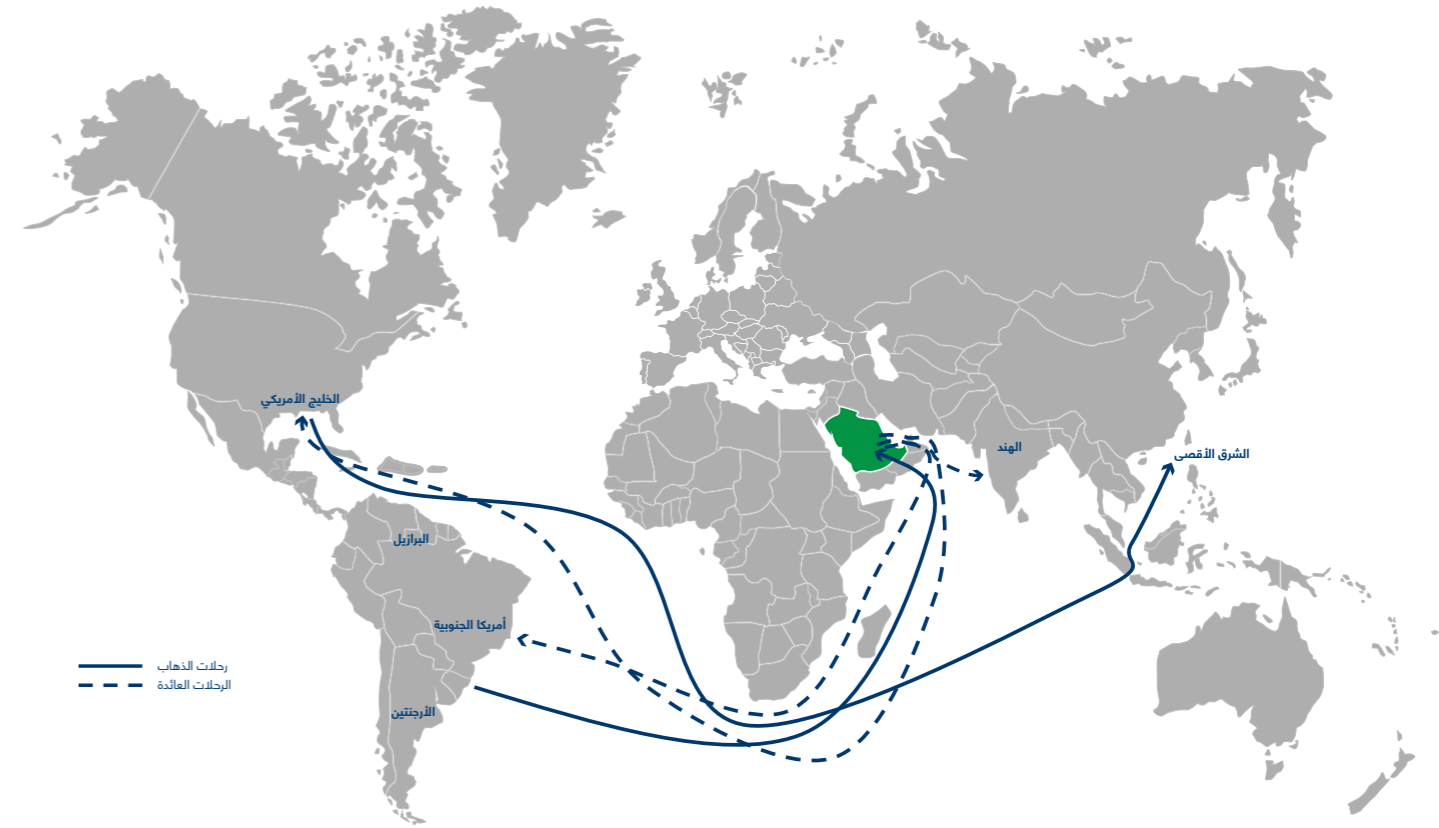 الخليج الأمريكي
الهند
الشرق الأقصى
البرازيل
أمريكا الجنوبية
رحلات الذهاب
الرحلات العائدة
الأرجنتين